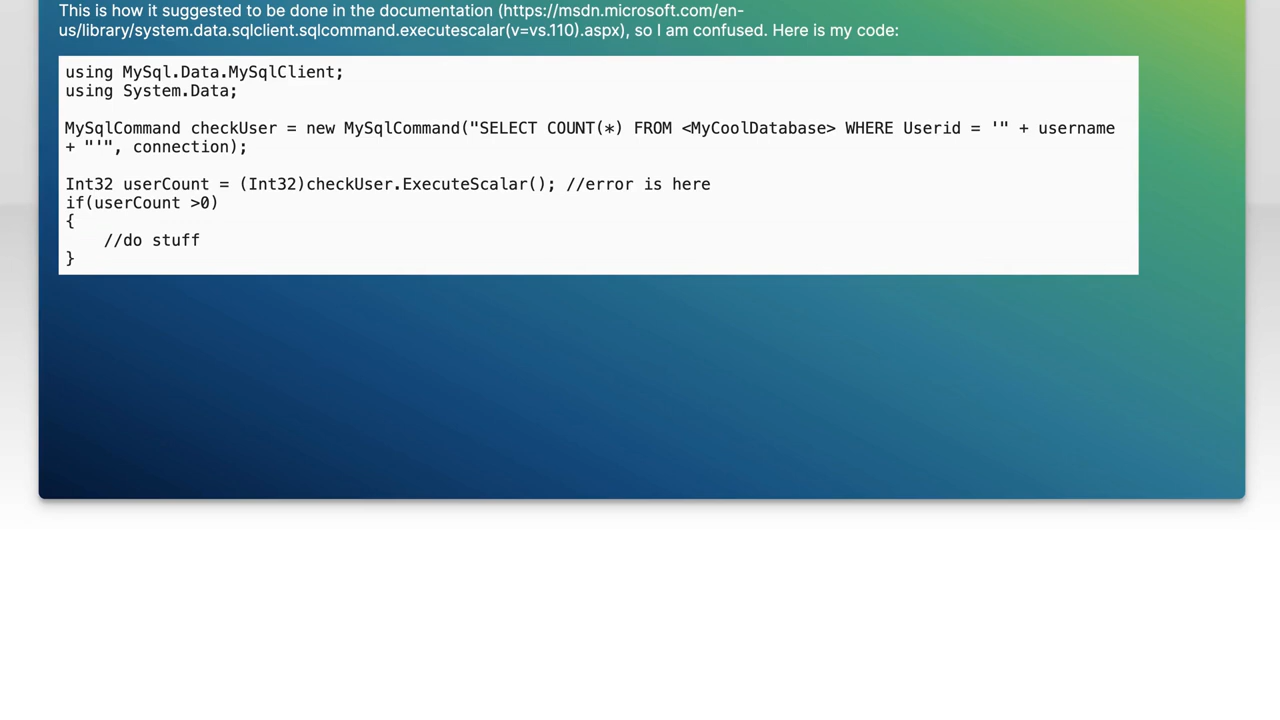 This is how it suggested to be done in the documentation (https://msdn.microsoft.com/en-
us/library/system.data.sqlclient.sqlcommand.executescalar(v=vs.110).aspx), so I am confused. Here is my code:
using MySql.Data.MySqlClient;
using System.Data;
MySqlCommand checkUser = new MySqlCommand("SELECT COUNT(*) FROM <MyCoolDatabase> WHERE Userid = '" + username
+ "'", connection);
Int32 userCount = (Int32)checkUser.ExecuteScalar(); //error is here
if(userCount >0)
{
    //do stuff
}